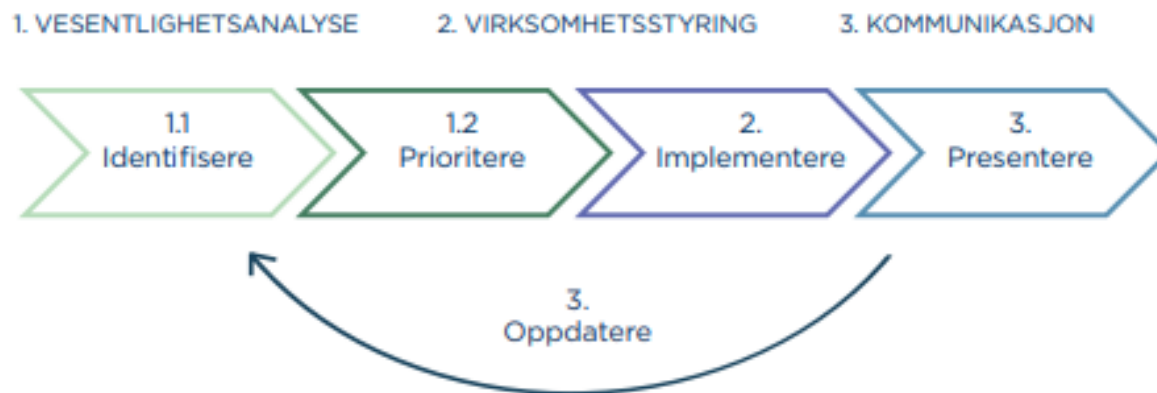 1. VESENTLIGHETSANALYSE
2. VIRKSOMHETSSTYRING
3. KOMMUNIKASJON
1.1
Identifisere
1.2
Prioritere
2.
Implementere
3.
Presentere
3.
Oppdatere